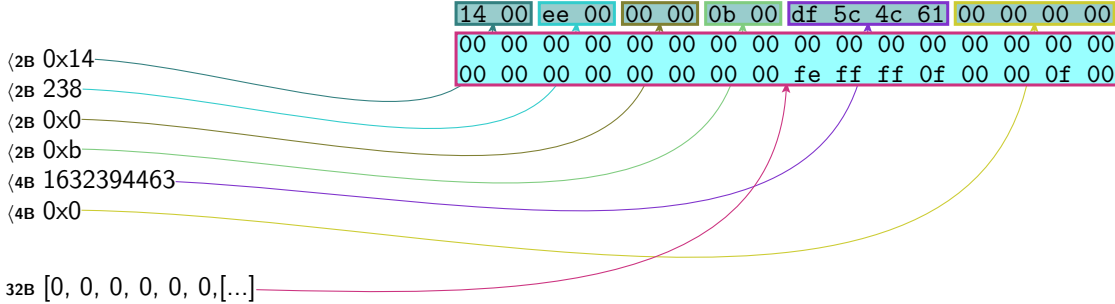 14 00 ee 00 00 00 0b 00 df 5c 4c 61 00 00 00 00
00 00 00 00 00 00 00 00 00 00 00 00 00 00 00 00
00 00 00 00 00 00 00 00 fe ff ff 0f 00 00 0f 00
⟨2B 0x14
⟨2B 238
⟨2B 0x0
⟨2B 0xb
⟨4B 1632394463
⟨4B 0x0
32B [0, 0, 0, 0, 0, 0,[...]